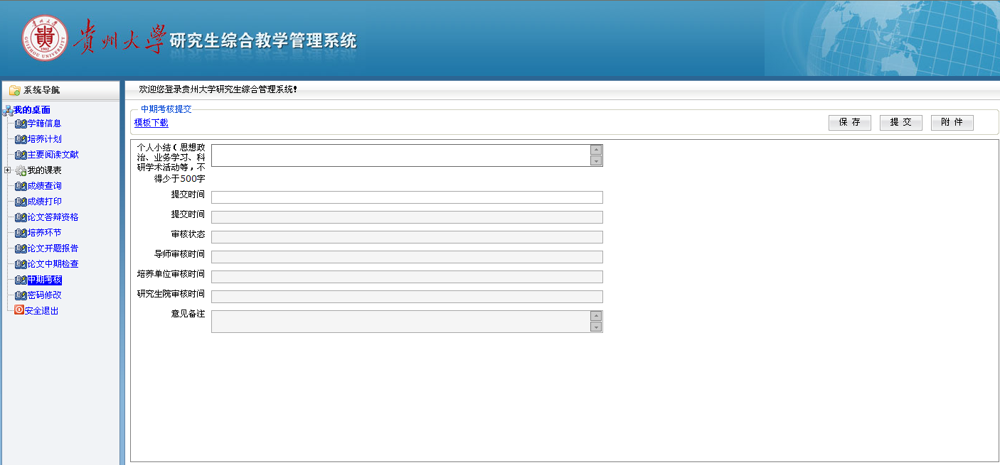 貴州大學 研究生综合教学管理系统
GUIZHOU UNIVERSITY
1902
系统导航
欢迎您登录贵州大学研究生综合管理系统!
我的桌面
学籍信息
培养计划
主要阅读文献
我的课表
成绩查询
成绩打印
论文答辩资格
培养环节
论文开题报告
论文中期检查
中期考核
密码修改
安全退出
中期考核提交
模板下载
保 存
提 交
附 件
个人小结(思想政
治、业务学习、科
研学术活动等,不
得少于500字
提交时间
提交时间
审核状态
导师审核时间
培养单位审核时间
研究生院审核时间
意见备注